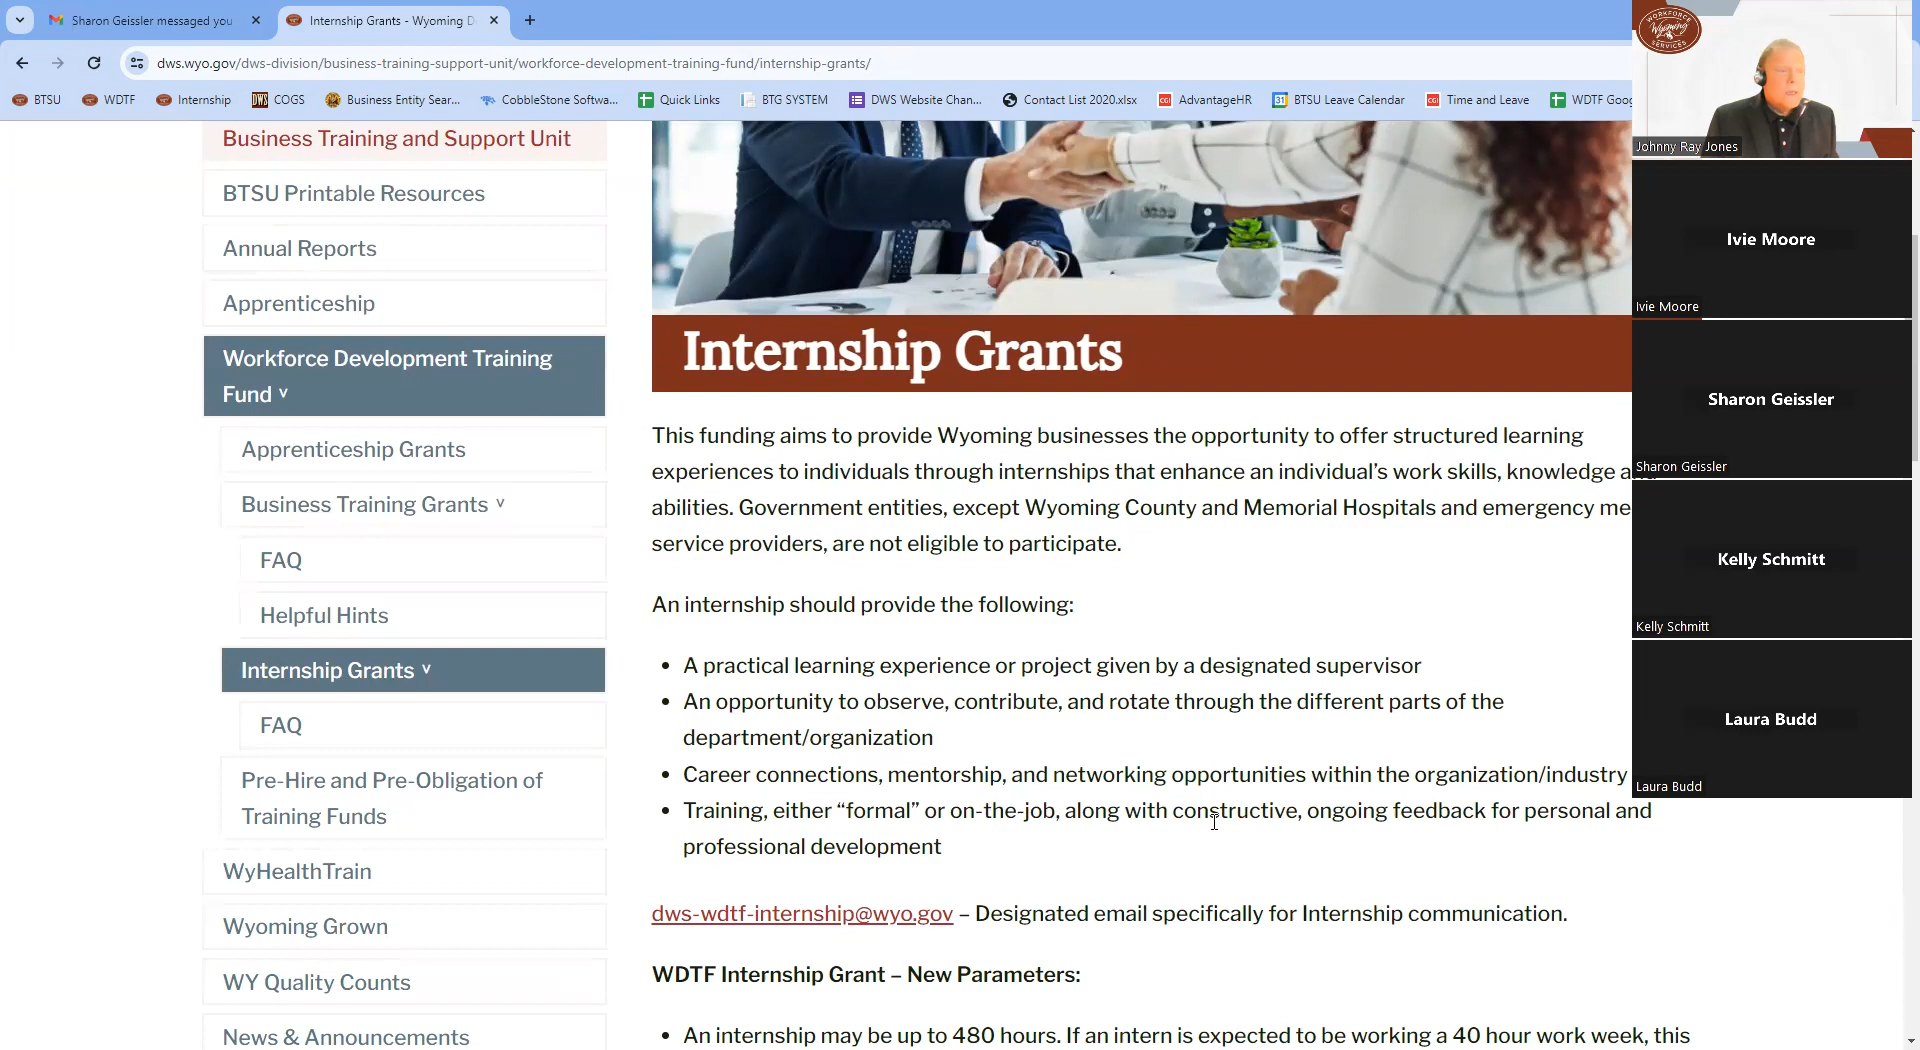 Sharon Geissler messaged you
Internship Grants - Wyoming D
dws.wyo.gov/dws-division/business-training-support-unit/workforce-development-training-fund/internship-grants/
BTSU
WDTF
Internship
DWS
COGS
Business Entity Sear...
CobbleStone Softwa...
Quick Links
BTG SYSTEM
DWS Website Chan...
Contact List 2020.xlsx
CGI
AdvantageHR
31
BTSU Leave Calendar
CGI
Time and Leave
WDTF Goog
Business Training and Support Unit
BTSU Printable Resources
Annual Reports
Apprenticeship
Workforce Development Training
Fund
Apprenticeship Grants
Business Training Grants
FAQ
Helpful Hints
Internship Grants
FAQ
Pre-Hire and Pre-Obligation of
Training Funds
WyHealthTrain
Wyoming Grown
WY Quality Counts
News & Announcements
Internship Grants
This funding aims to provide Wyoming businesses the opportunity to offer structured learning
experiences to individuals through internships that enhance an individual’s work skills, knowledge a
abilities. Government entities, except Wyoming County and Memorial Hospitals and emergency me
service providers, are not eligible to participate.
An internship should provide the following:
• A practical learning experience or project given by a designated supervisor
• An opportunity to observe, contribute, and rotate through the different parts of the
department/organization
• Career connections, mentorship, and networking opportunities within the organization/industry
• Training, either “formal” or on-the-job, along with constructive, ongoing feedback for personal and
professional development
dws-wdtf-internship@wyo.gov – Designated email specifically for Internship communication.
WDTF Internship Grant – New Parameters:
• An internship may be up to 480 hours. If an intern is expected to be working a 40 hour work week, this
WORKFORCE
Wyoming
SERVICES
Johnny Ray Jones
Ivie Moore
Ivie Moore
Sharon Geissler
Sharon Geissler
Kelly Schmitt
Kelly Schmitt
Laura Budd
Laura Budd